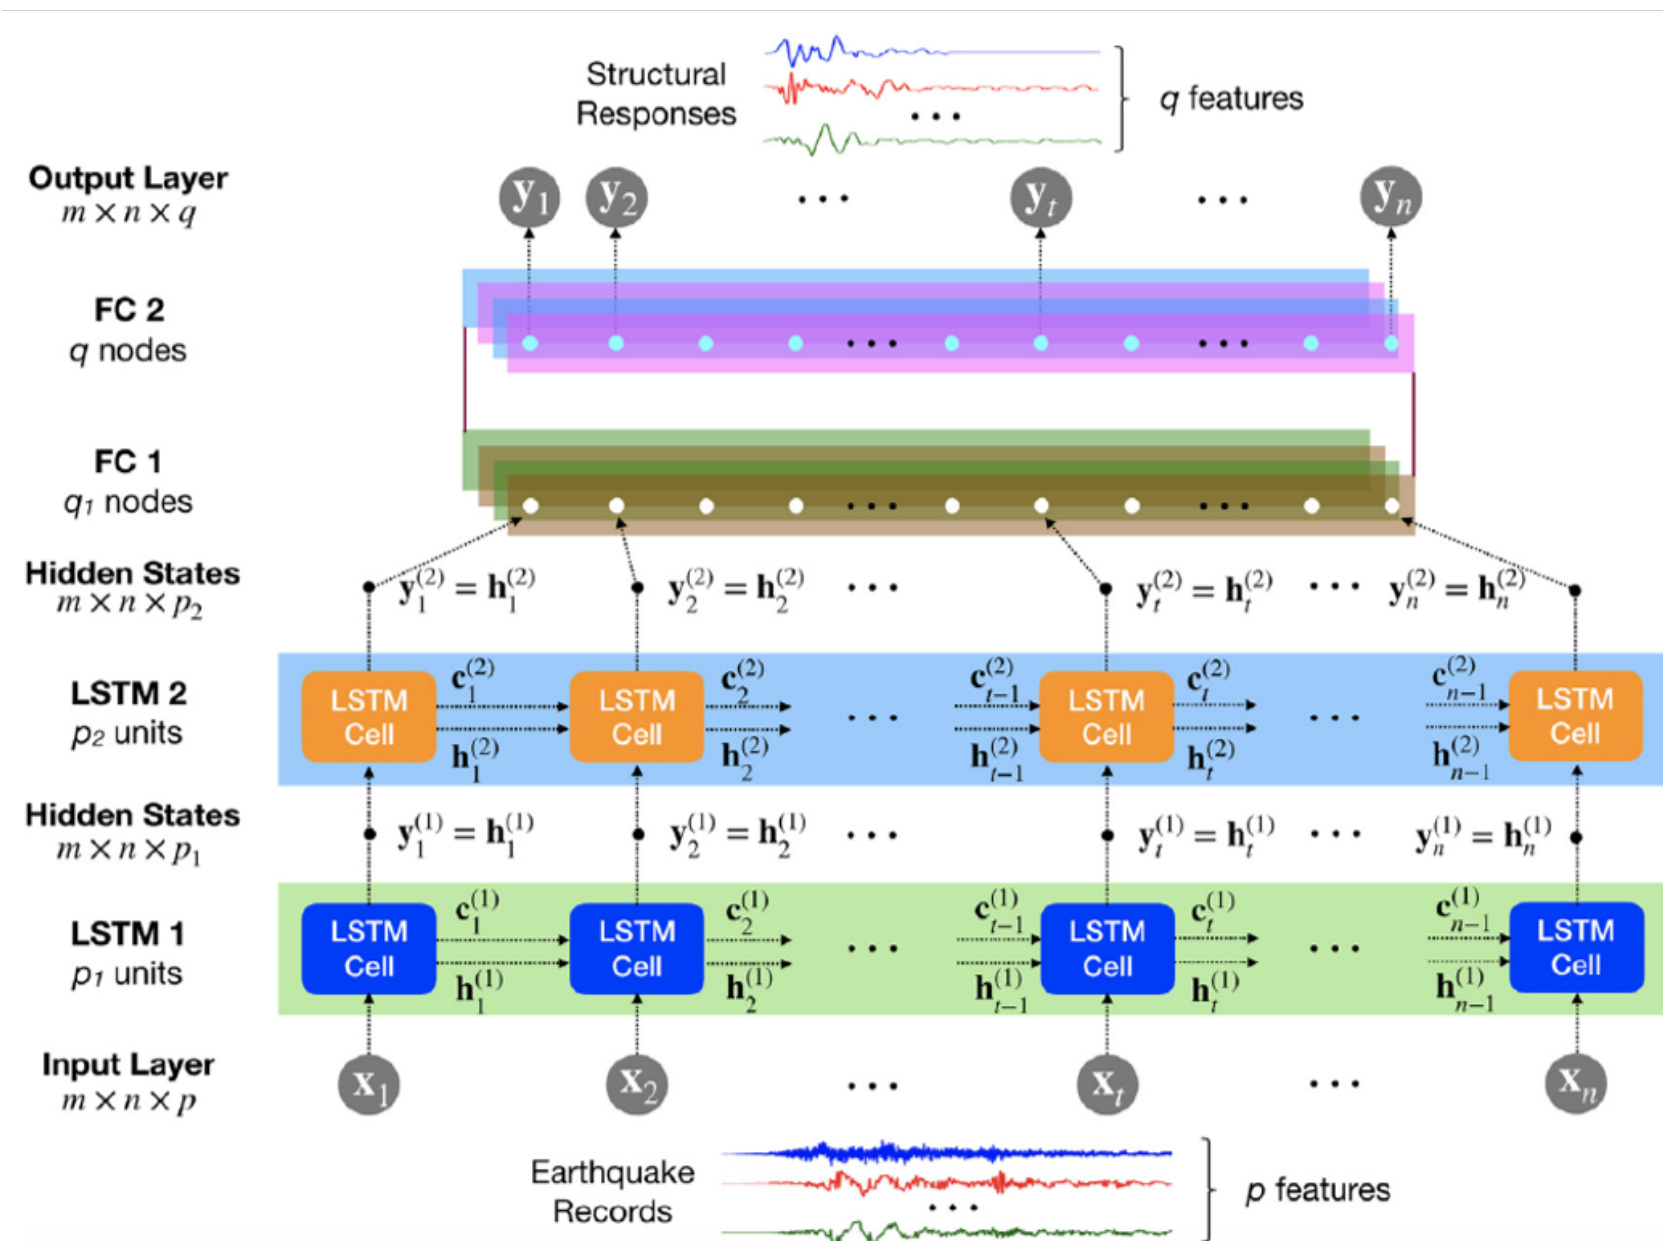 Structural
Responses
q features
• • •
Output Layer
m × n × q
y₁ y₂ • • • yₜ • • • yₙ
FC 2
q nodes
• • • • • •
FC 1
q₁ nodes
• • • • • •
Hidden States
m × n × p₂
y₁⁽²⁾ = h₁⁽²⁾ y₂⁽²⁾ = h₂⁽²⁾ • • • yₜ⁽²⁾ = hₜ⁽²⁾ • • • yₙ⁽²⁾ = hₙ⁽²⁾
LSTM 2
p₂ units
c₁⁽²⁾ c₂⁽²⁾ cₜ₋₁⁽²⁾ cₜ⁽²⁾ cₙ₋₁⁽²⁾
LSTM LSTM LSTM LSTM
Cell Cell • • • Cell • • • Cell
h₁⁽²⁾ h₂⁽²⁾ hₜ₋₁⁽²⁾ hₜ⁽²⁾ hₙ₋₁⁽²⁾
Hidden States
m × n × p₁
y₁⁽¹⁾ = h₁⁽¹⁾ y₂⁽¹⁾ = h₂⁽¹⁾ • • • yₜ⁽¹⁾ = hₜ⁽¹⁾ • • • yₙ⁽¹⁾ = hₙ⁽¹⁾
LSTM 1
p₁ units
c₁⁽¹⁾ c₂⁽¹⁾ cₜ₋₁⁽¹⁾ cₜ⁽¹⁾ cₙ₋₁⁽¹⁾
LSTM LSTM LSTM LSTM
Cell Cell • • • Cell • • • Cell
h₁⁽¹⁾ h₂⁽¹⁾ hₜ₋₁⁽¹⁾ hₜ⁽¹⁾ hₙ₋₁⁽¹⁾
Input Layer
m × n × p
x₁ x₂ • • • xₜ • • • xₙ
Earthquake
Records
• • •
p features